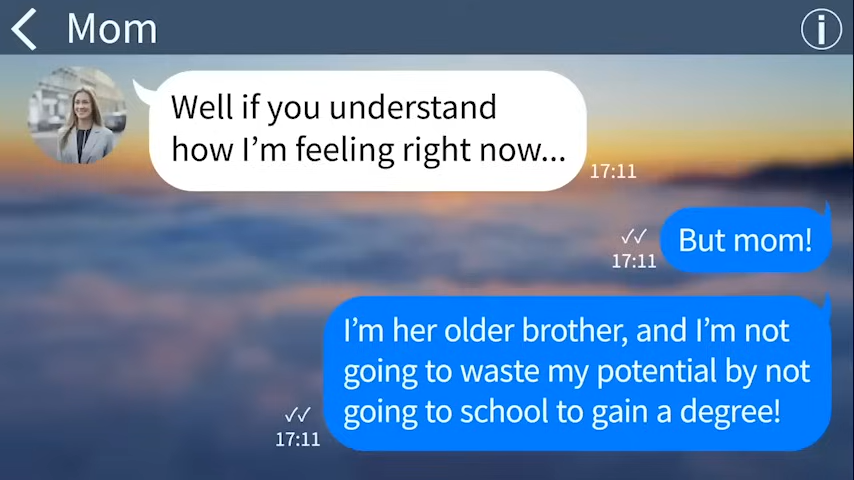 Mom
Well if you understand
how I’m feeling right now...
17:11
But mom!
17:11
I’m her older brother, and I’m not
going to waste my potential by not
going to school to gain a degree!
17:11